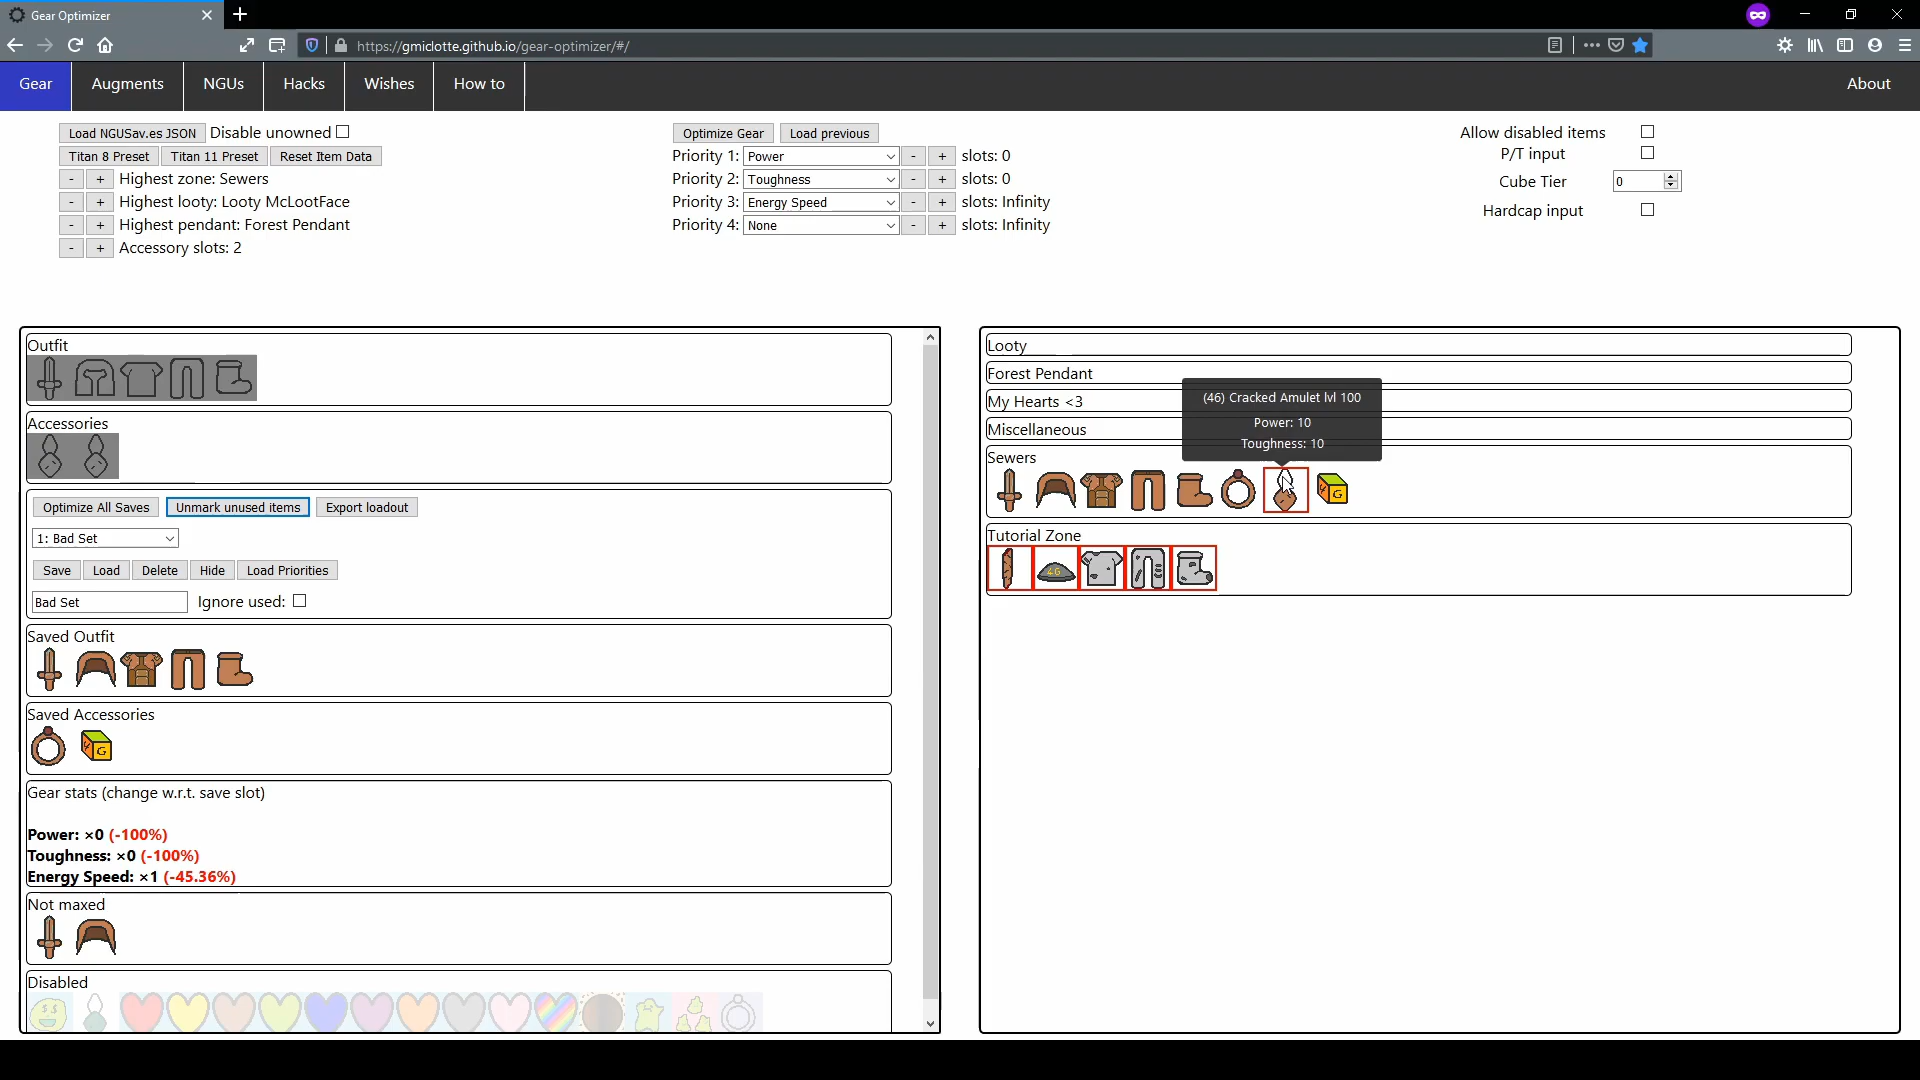 Gear Optimizer
https://gmiclotte.github.io/gear-optimizer/#/
Gear
Augments
NGUs
Hacks
Wishes
How to
About
Load NGUSav.es JSON
Disable unowned
Titan 8 Preset
Titan 11 Preset
Reset Item Data
- + Highest zone: Sewers
- + Highest looty: Looty McLootFace
- + Highest pendant: Forest Pendant
- + Accessory slots: 2
Optimize Gear
Load previous
Priority 1: Power - + slots: 0
Priority 2: Toughness - + slots: 0
Priority 3: Energy Speed - + slots: Infinity
Priority 4: None - + slots: Infinity
Allow disabled items
P/T input
Cube Tier 0
Hardcap input
Outfit
Accessories
Optimize All Saves
Unmark unused items
Export loadout
1: Bad Set
Save
Load
Delete
Hide
Load Priorities
Bad Set
Ignore used:
Saved Outfit
Saved Accessories
G
Gear stats (change w.r.t. save slot)
Power: ×0 (-100%)
Toughness: ×0 (-100%)
Energy Speed: ×1 (-45.36%)
Not maxed
Disabled
Looty
Forest Pendant
My Hearts <3
Miscellaneous
(46) Cracked Amulet lvl 100
Power: 10
Toughness: 10
Sewers
G
Tutorial Zone
4G